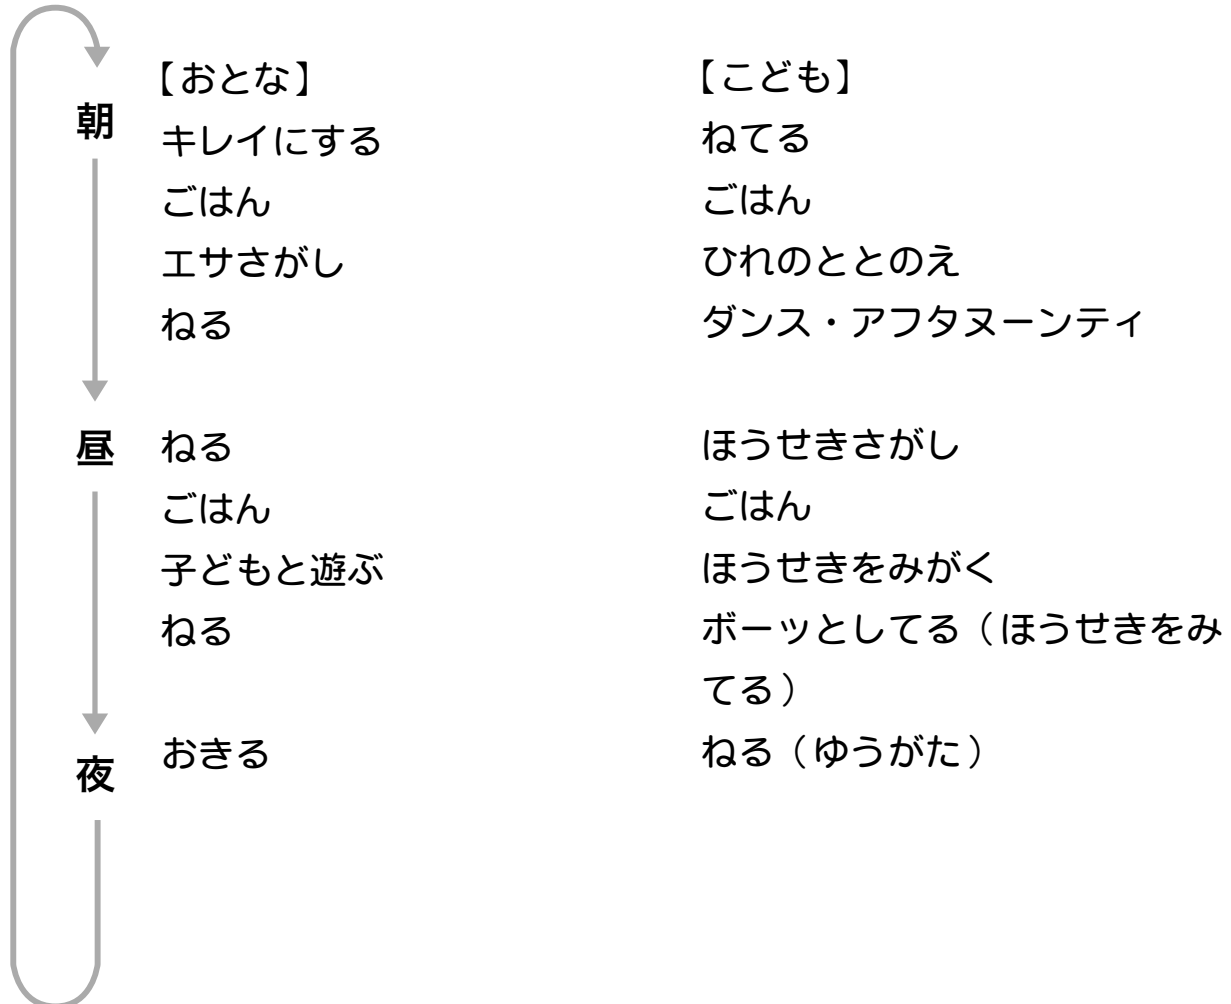 朝
【おとな】
キレイにする
ごはん
エサさがし
ねる
昼
ねる
ごはん
子どもと遊ぶ
ねる
夜
おきる
【こども】
ねてる
ごはん
ひれのととのえ
ダンス・アフタヌーンティ
ほうせきさがし
ごはん
ほうせきをみがく
ボーッとしてる（ほうせきをみ
てる）
ねる（ゆうがた）